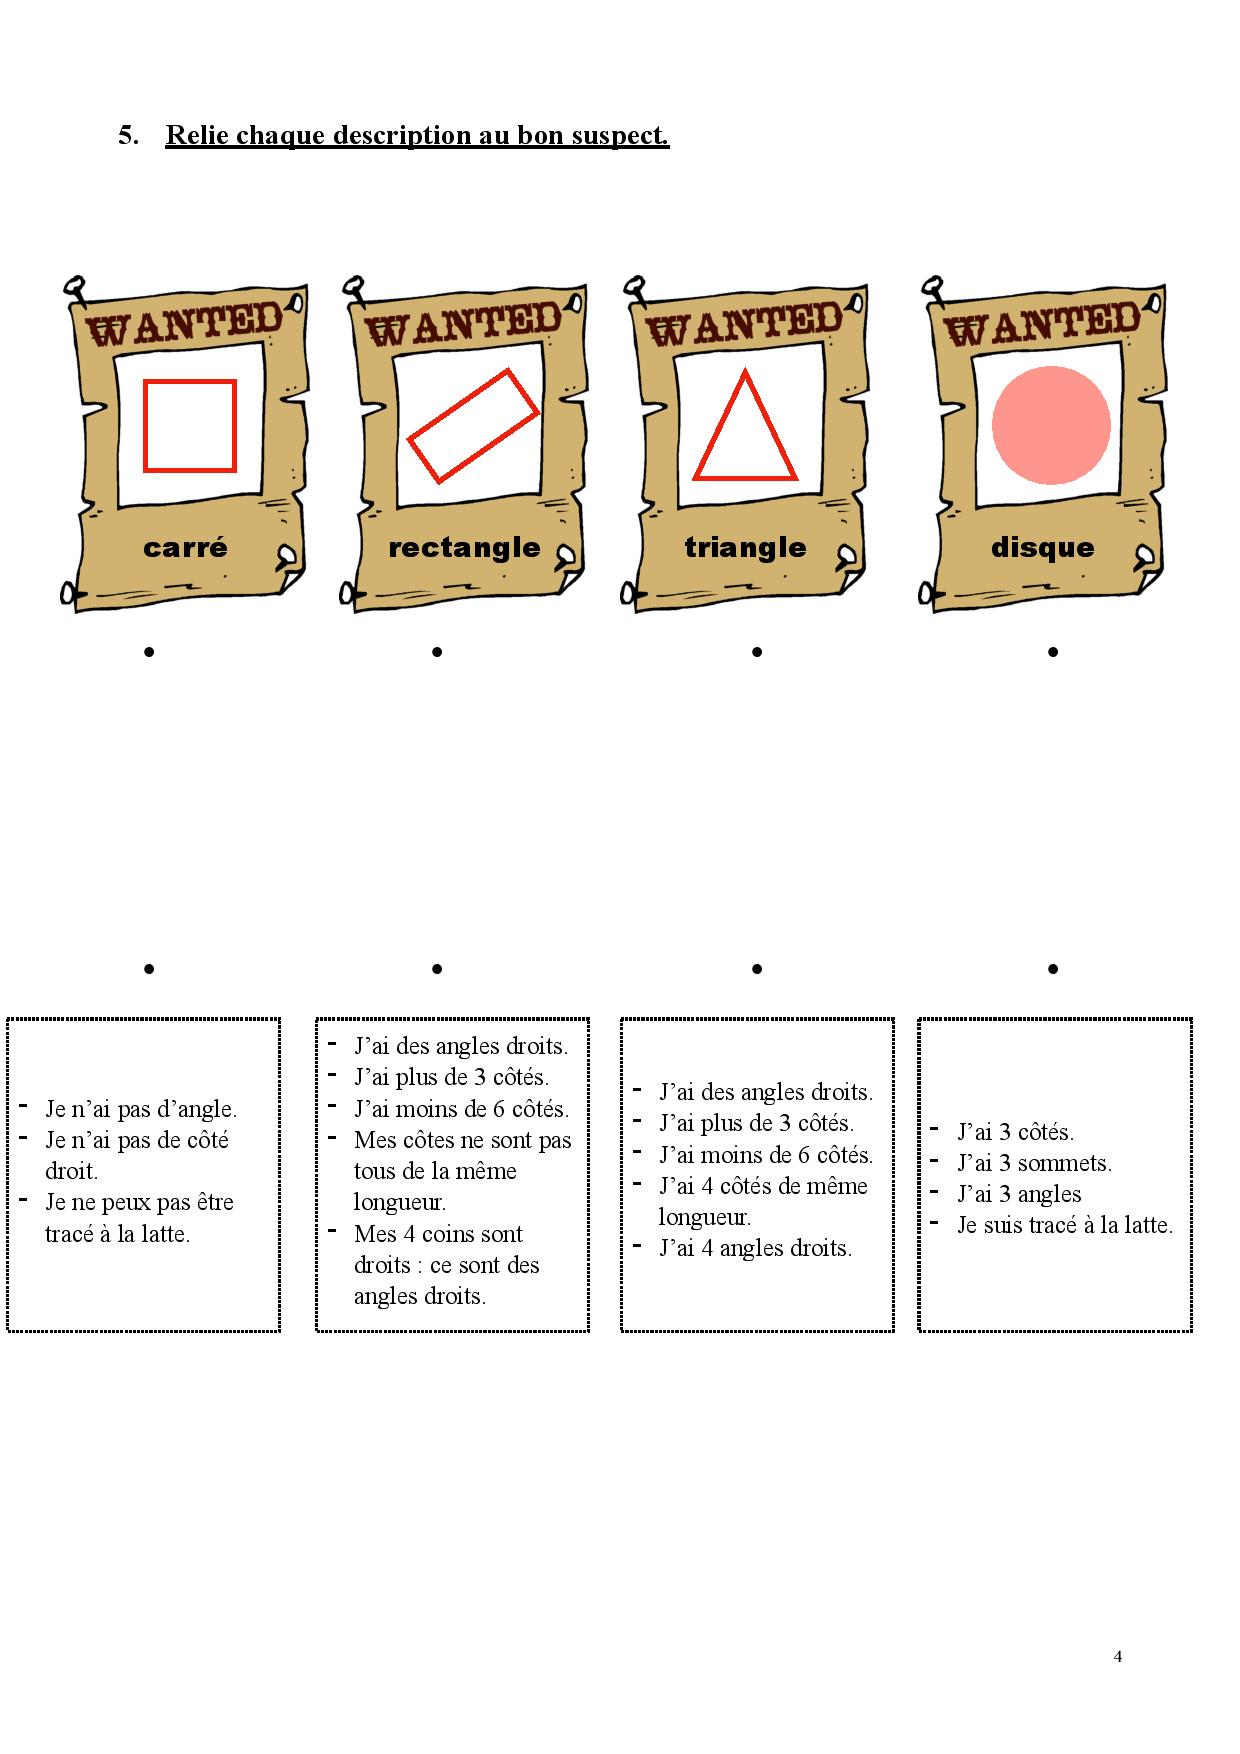 5. Relie chaque description au bon suspect.
WANTED
WANTED
WANTED
WANTED
carré
rectangle
triangle
disque
- Je n’ai pas d’angle.
- Je n’ai pas de côté
droit.
- Je ne peux pas être
tracé à la latte.
- J’ai des angles droits.
- J’ai plus de 3 côtés.
- J’ai moins de 6 côtés.
- Mes côtes ne sont pas
tous de la même
longueur.
- Mes 4 coins sont
droits : ce sont des
angles droits.
- J’ai des angles droits.
- J’ai plus de 3 côtés.
- J’ai moins de 6 côtés.
- J’ai 4 côtés de même
longueur.
- J’ai 4 angles droits.
- J’ai 3 côtés.
- J’ai 3 sommets.
- J’ai 3 angles
- Je suis tracé à la latte.
4